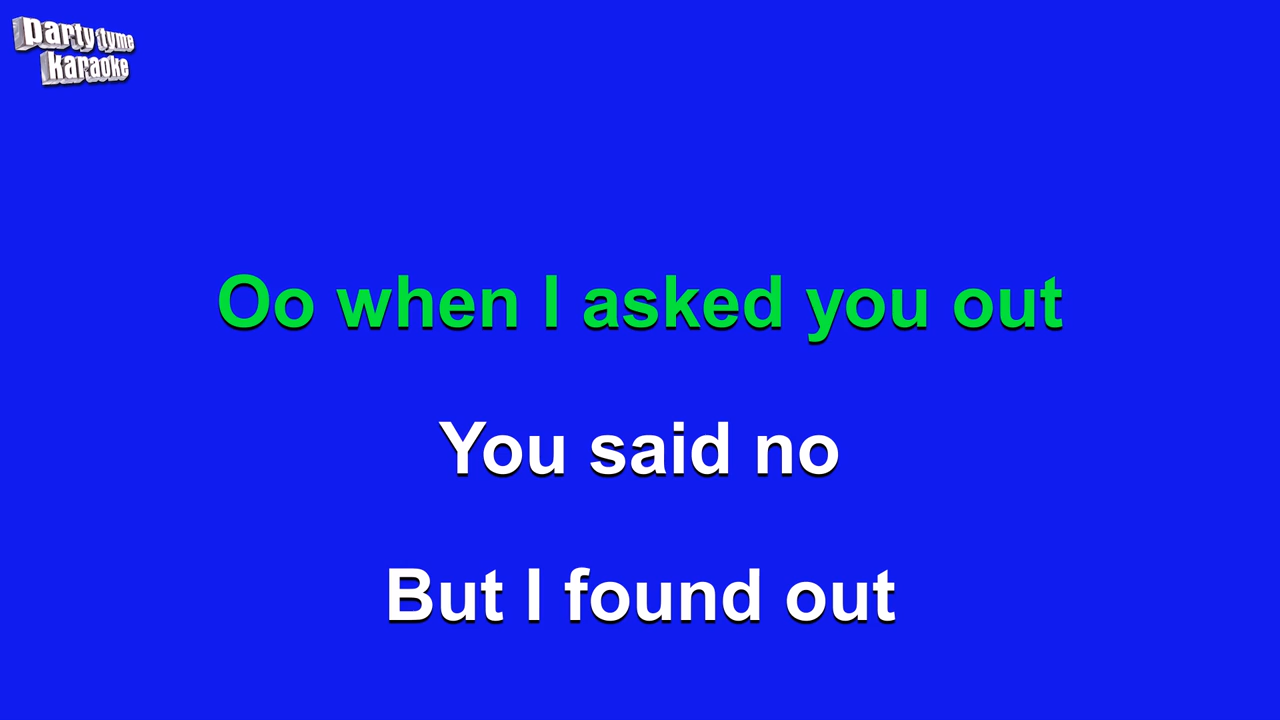 party tyme
karaoke
Oo when I asked you out
You said no
But I found out